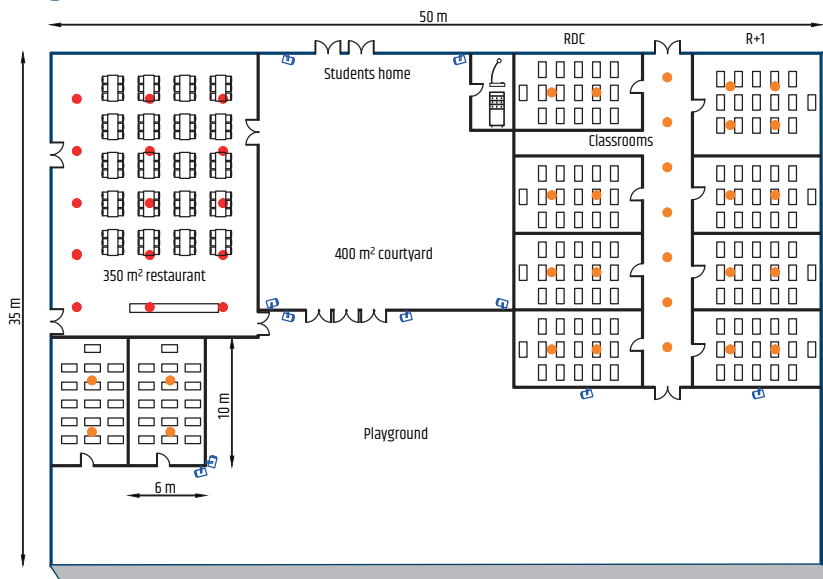 50 m
RDC
R+1
Students home
Classrooms
35 m
400 m² courtyard
350 m² restaurant
10 m
Playground
6 m